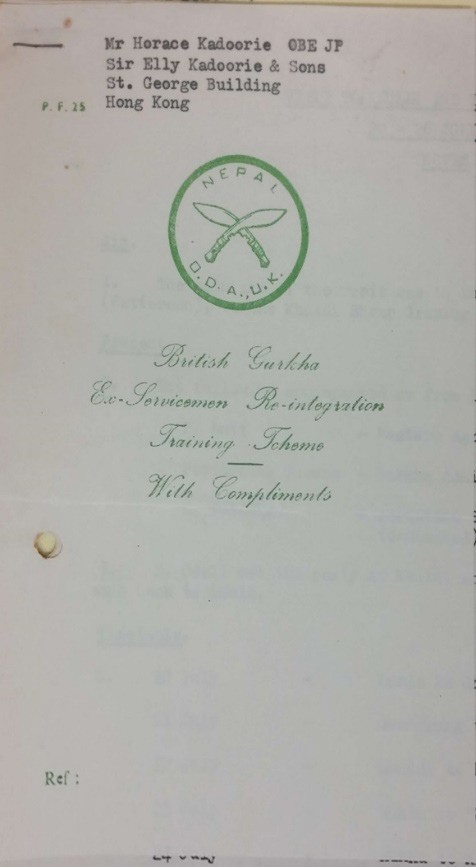 Mr Horace Kadoorie OBE JP
Sir Elly Kadoorie & Sons
St. George Building
P. F. 25 Hong Kong
NEPAL
O.D.A., U.K.
British Gurkha
Ex-Servicemen Re-integration
Training Scheme
With Compliments
Ref :